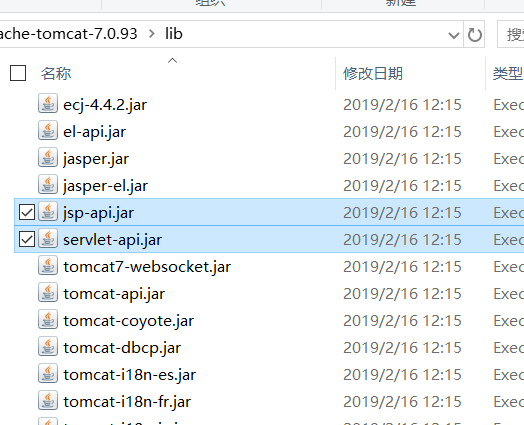 组织
新建
ache-tomcat-7.0.93 > lib
搜
名称 修改日期 类型
ecj-4.4.2.jar 2019/2/16 12:15 Exec
el-api.jar 2019/2/16 12:15 Exec
jasper.jar 2019/2/16 12:15 Exec
jasper-el.jar 2019/2/16 12:15 Exec
jsp-api.jar 2019/2/16 12:15 Exec
servlet-api.jar 2019/2/16 12:15 Exec
tomcat7-websocket.jar 2019/2/16 12:15 Exec
tomcat-api.jar 2019/2/16 12:15 Exec
tomcat-coyote.jar 2019/2/16 12:15 Exec
tomcat-dbcp.jar 2019/2/16 12:15 Exec
tomcat-i18n-es.jar 2019/2/16 12:15 Exec
tomcat-i18n-fr.jar 2019/2/16 12:15 Exec